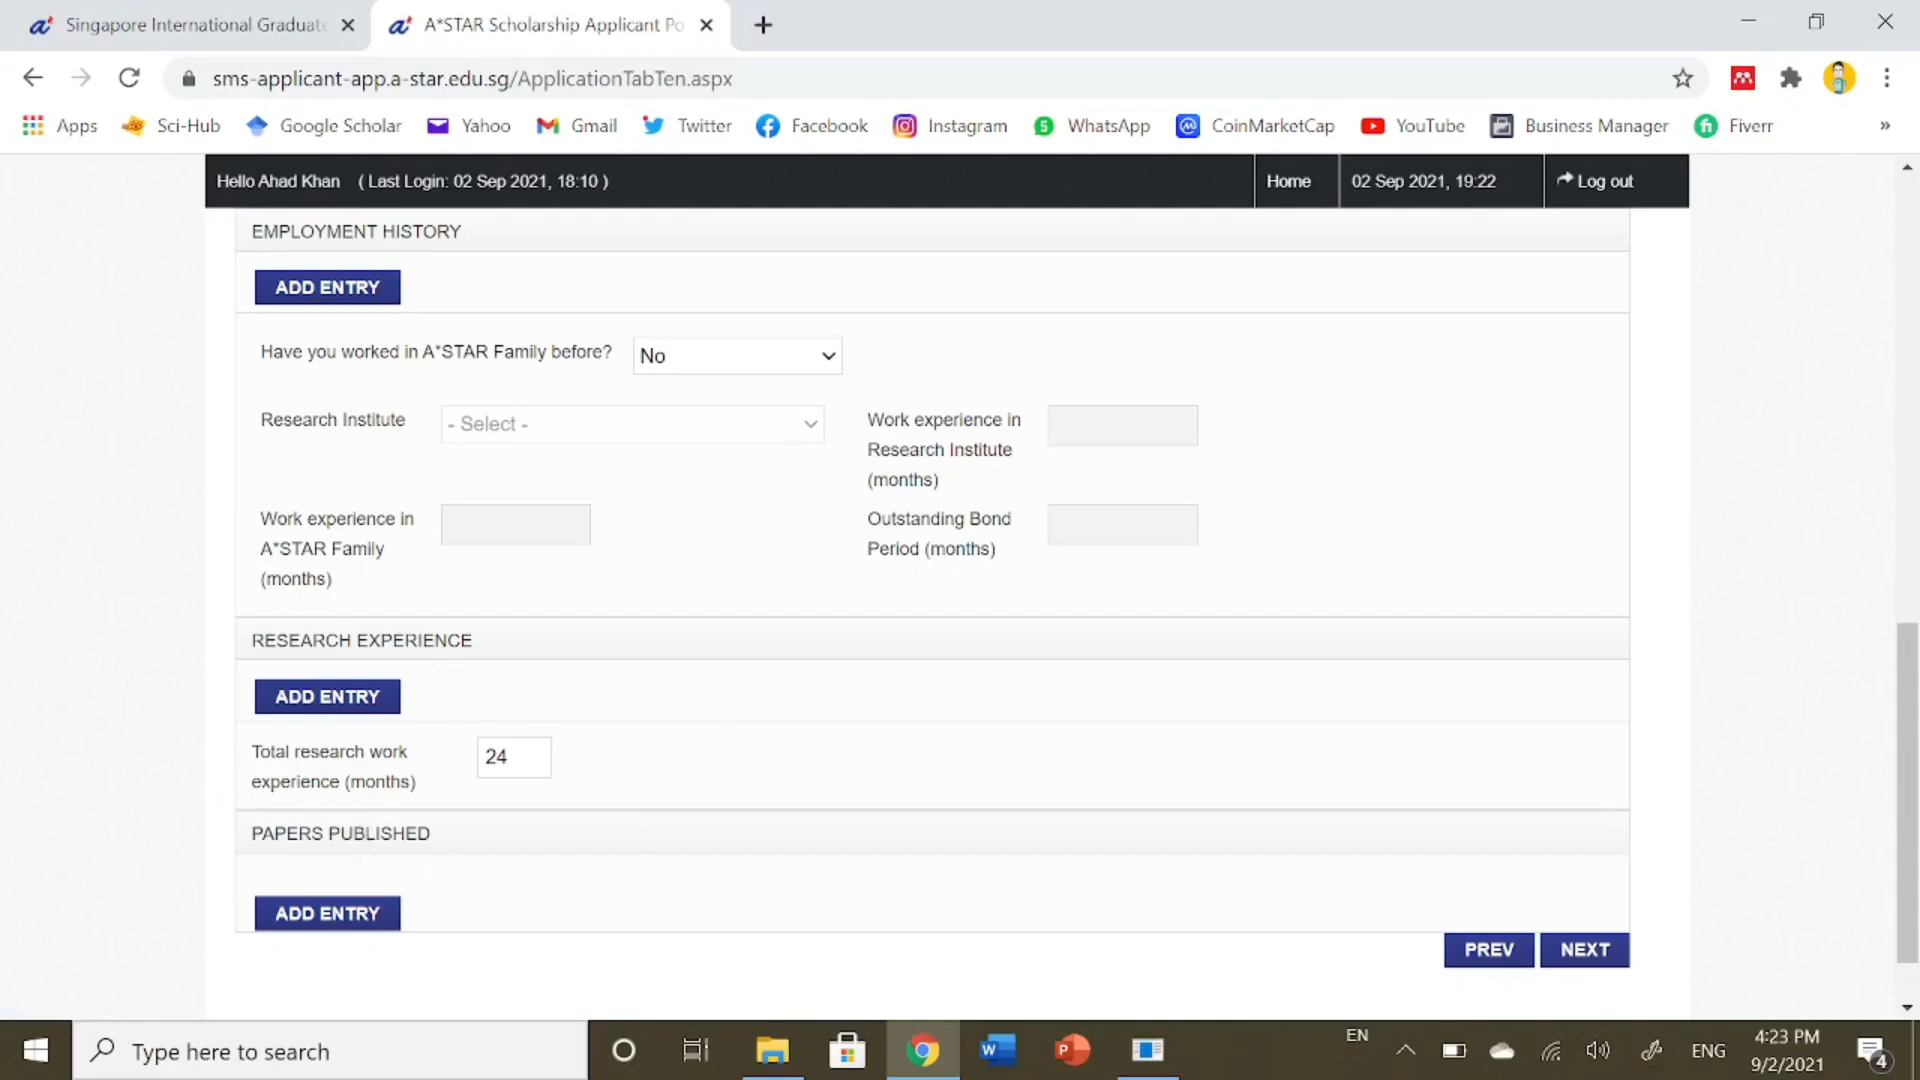 Singapore International Graduate
A*STAR Scholarship Applicant Po
sms-applicant-app.a-star.edu.sg/ApplicationTabTen.aspx
Apps Sci-Hub Google Scholar Yahoo Gmail Twitter Facebook Instagram WhatsApp CoinMarketCap YouTube Business Manager Fiverr »
Hello Ahad Khan ( Last Login: 02 Sep 2021, 18:10 ) Home 02 Sep 2021, 19:22 Log out
EMPLOYMENT HISTORY
ADD ENTRY
Have you worked in A*STAR Family before? No
Research Institute - Select -
Work experience in
Research Institute
(months)
Work experience in
A*STAR Family
(months)
Outstanding Bond
Period (months)
RESEARCH EXPERIENCE
ADD ENTRY
Total research work
experience (months)
24
PAPERS PUBLISHED
ADD ENTRY
PREV NEXT
Type here to search
EN
ENG
4:23 PM
9/2/2021
4